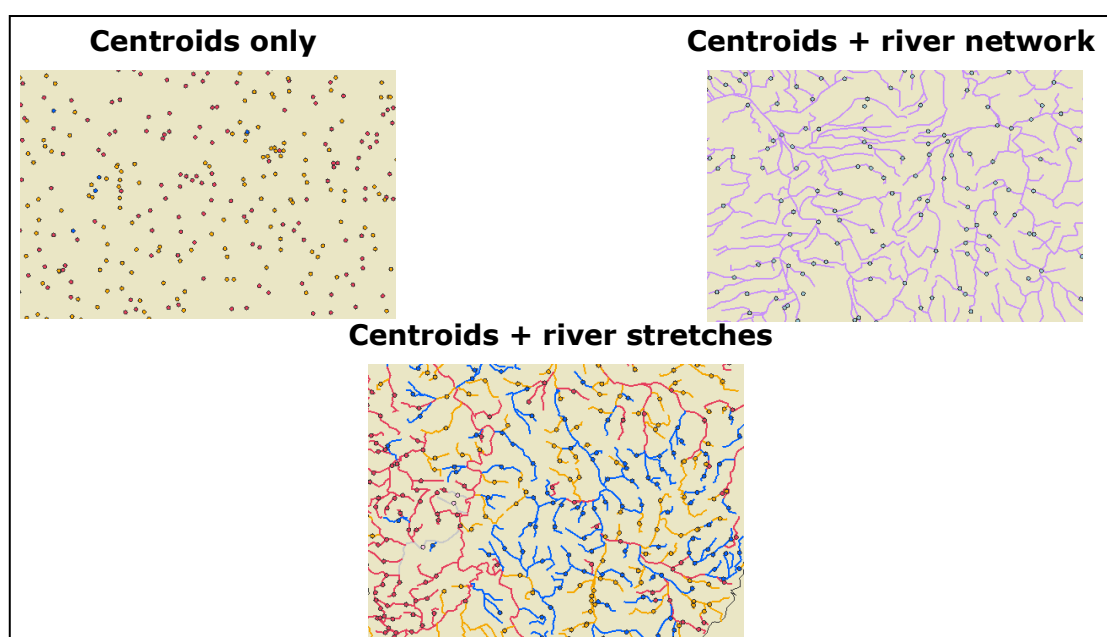 Centroids only
Centroids + river network
Centroids + river stretches